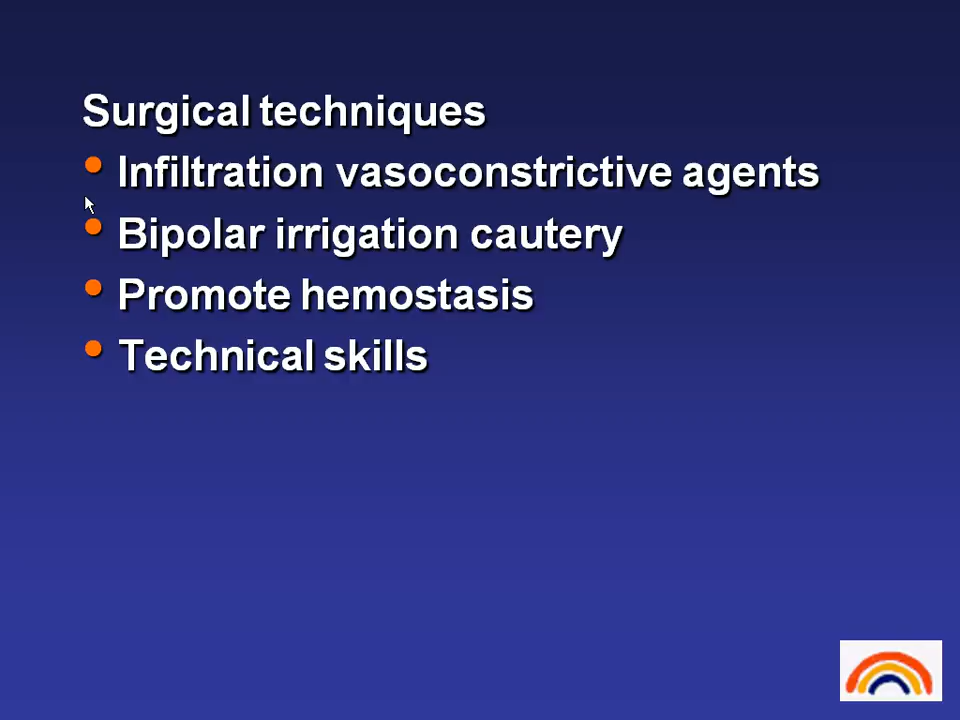 Surgical techniques
• Infiltration vasoconstrictive agents
• Bipolar irrigation cautery
• Promote hemostasis
• Technical skills